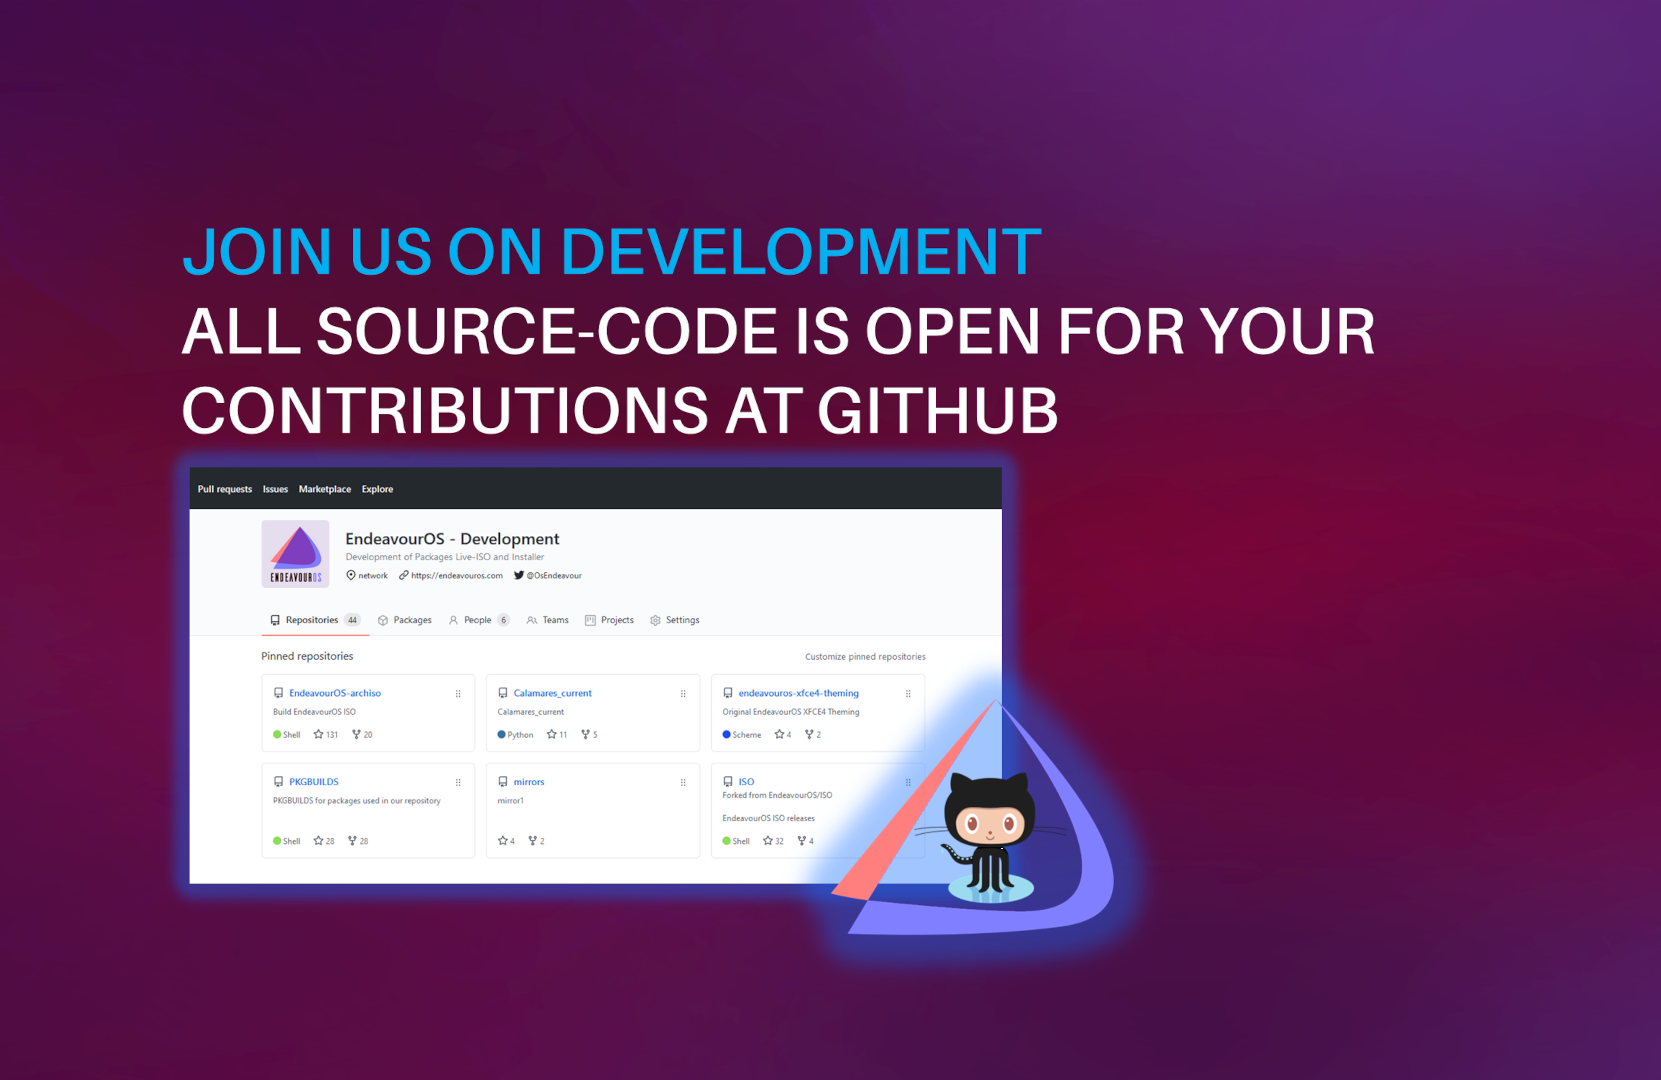 JOIN US ON DEVELOPMENT
ALL SOURCE-CODE IS OPEN FOR YOUR
CONTRIBUTIONS AT GITHUB
Pull requests Issues Marketplace Explore
ENDEAVOUROS
EndeavourOS - Development
Development of Packages Live-ISO and Installer
network https://endeavouros.com @OsEndeavour
Repositories 44 Packages People 6 Teams Projects Settings
Pinned repositories Customize pinned repositories
EndeavourOS-archiso
Build EndeavourOS ISO
Shell 131 20
Calamares_current
Calamares_current
Python 11 5
endeavouros-xfce4-theming
Original EndeavourOS XFCE4 Theming
Scheme 4 2
PKGBUILDS
PKGBUILDS for packages used in our repository
Shell 28 28
mirrors
mirror1
4 2
ISO
Forked from EndeavourOS/ISO
EndeavourOS ISO releases
Shell 32 4